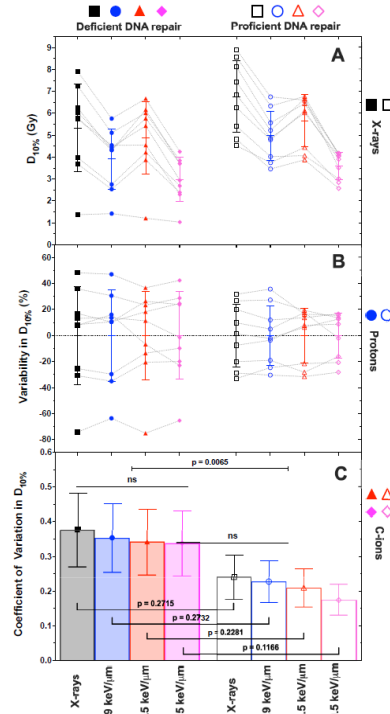 Deficient DNA repair
Proficient DNA repair
A
D10% (Gy)
9
8
7
6
5
4
3
2
1
0
X-rays
B
Variability in D10% (%)
60
40
20
0
-20
-40
-60
-80
Protons
C
Coefficient of Variation in D10%
0.6
0.5
0.4
0.3
0.2
0.1
0.0
p = 0.0065
ns
ns
p = 0.2715
p = 0.2732
p = 0.2281
p = 0.1166
C-ions
X-rays
9 keV/μm
.5 keV/μm
5 keV/μm
X-rays
9 keV/μm
.5 keV/μm
.5 keV/μm